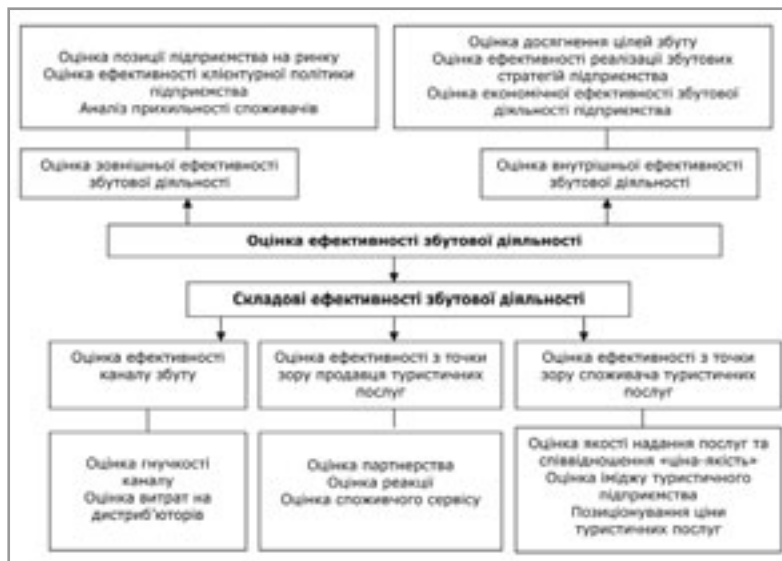 Оцінка позиції підприємства на ринку
Оцінка ефективності клієнтурної політики
підприємства
Аналіз прихильності споживачів
Оцінка досягнення цілей збуту
Оцінка ефективності реалізації збутових
стратегій підприємства
Оцінка економічної ефективності збутової
діяльності підприємства
Оцінка зовнішньої ефективності
збутової діяльності
Оцінка внутрішньої ефективності
збутової діяльності
Оцінка ефективності збутової діяльності
Складові ефективності збутової діяльності
Оцінка ефективності
каналу збуту
Оцінка ефективності з точки
зору продавця туристичних
послуг
Оцінка ефективності з точки
зору споживача туристичних
послуг
Оцінка гнучкості
каналу
Оцінка витрат на
дистриб’юторів
Оцінка партнерства
Оцінка реакції
Оцінка споживчого сервісу
Оцінка якості надання послуг та
співвідношення «ціна-якість»
Оцінка іміджу туристичного
підприємства
Позиціонування ціни
туристичних послуг